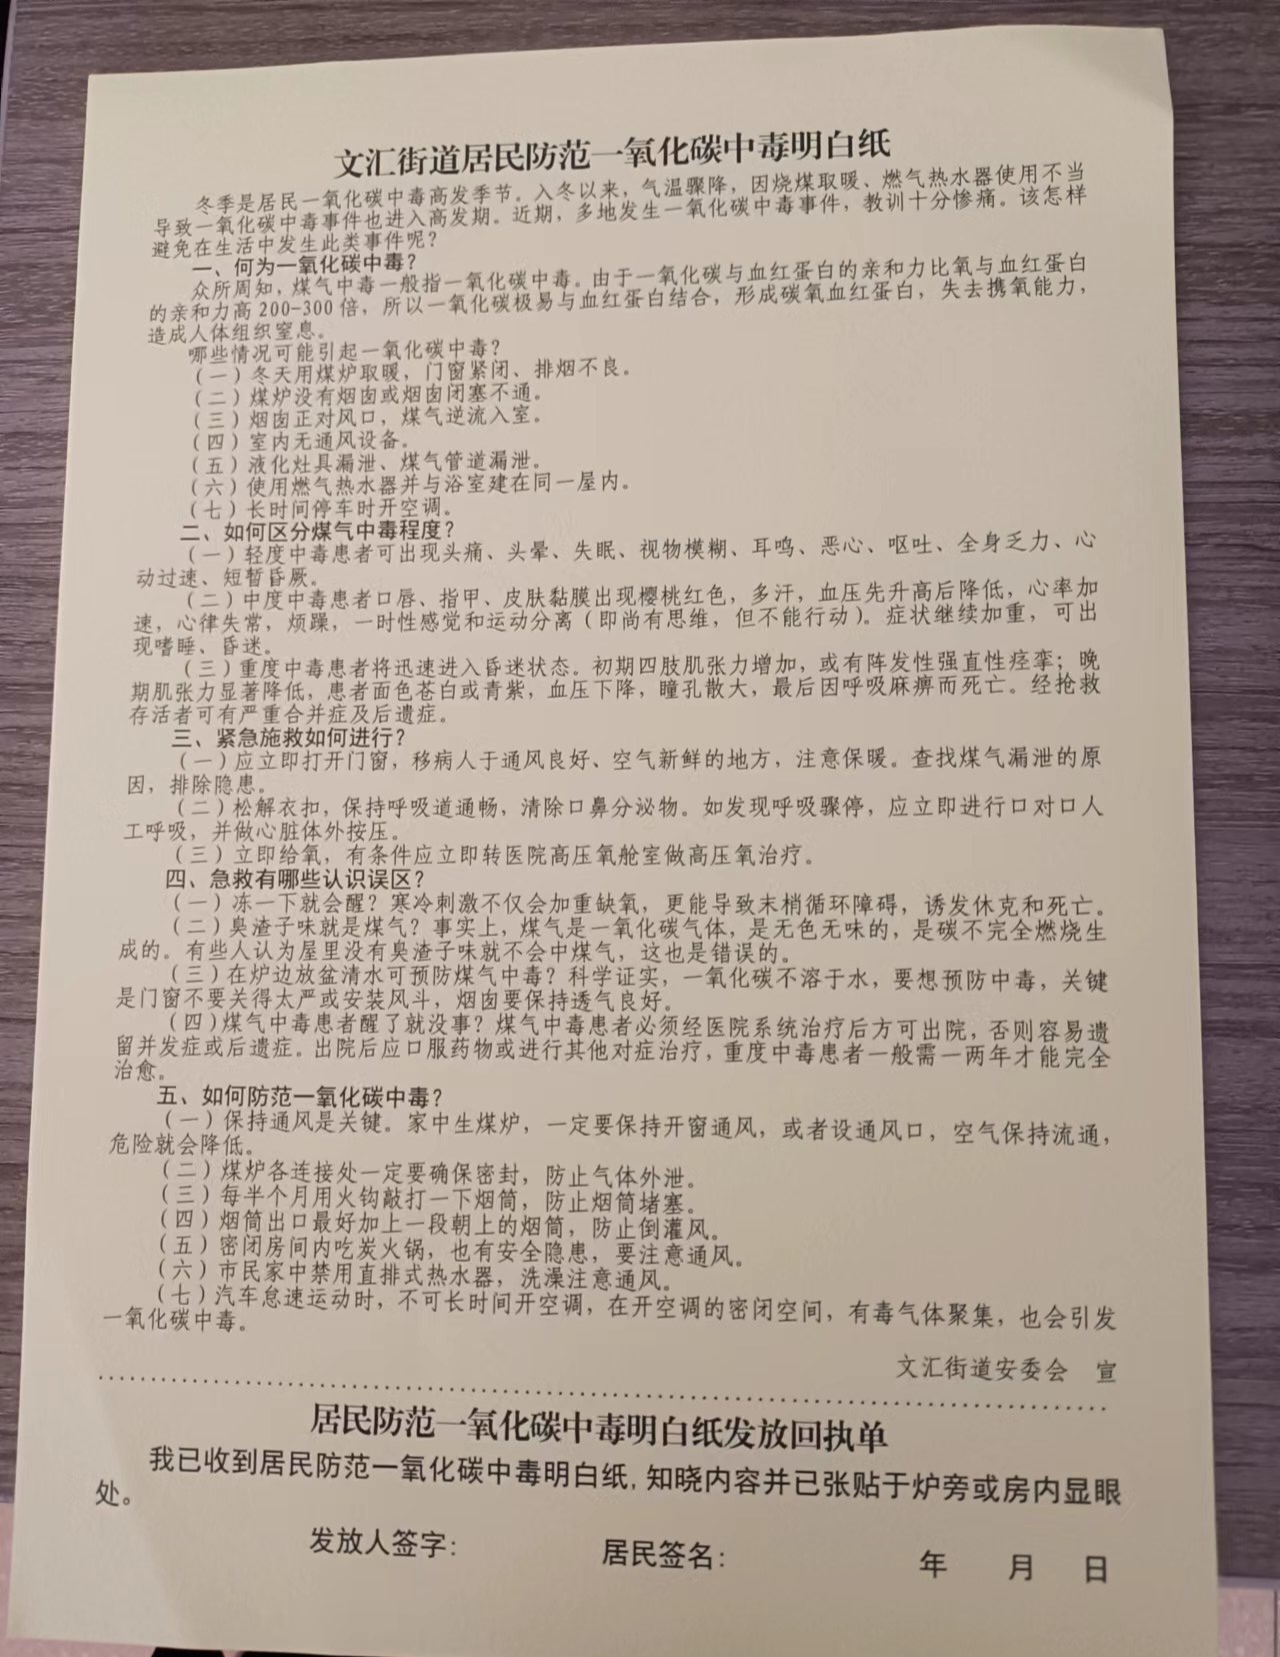 文汇街道居民防范一氧化碳中毒明白纸
冬季是居民一氧化碳中毒高发季节。入冬以来，气温骤降，因烧煤取暖、燃气热水器使用不当
导致一氧化碳中毒事件也进入高发期。近期，多地发生一氧化碳中毒事件，教训十分惨痛。该怎样
避免在生活中发生此类事件呢？
一、何为一氧化碳中毒？
众所周知，煤气中毒一般指一氧化碳中毒。由于一氧化碳与血红蛋白的亲和力比氧与血红蛋白
的亲和力高200-300倍，所以一氧化碳极易与血红蛋白结合，形成碳氧血红蛋白，失去携氧能力，
造成人体组织窒息。
哪些情况可能引起一氧化碳中毒？
（一）冬天用煤炉取暖，门窗紧闭、排烟不良。
（二）煤炉没有烟囱或烟囱闭塞不通。
（三）烟囱正对风口，煤气逆流入室。
（四）室内无通风设备。
（五）液化灶具漏泄、煤气管道漏泄。
（六）使用燃气热水器并与浴室建在同一屋内。
（七）长时间停车时开空调。
二、如何区分煤气中毒程度？
（一）轻度中毒患者可出现头痛、头晕、失眠、视物模糊、耳鸣、恶心、呕吐、全身乏力、心
动过速、短暂昏厥。
（二）中度中毒患者口唇、指甲、皮肤黏膜出现樱桃红色，多汗，血压先升高后降低，心率加
速，心律失常，烦躁，一时性感觉和运动分离（即尚有思维，但不能行动）。症状继续加重，可出
现嗜睡、昏迷。
（三）重度中毒患者将迅速进入昏迷状态。初期四肢肌张力增加，或有阵发性强直性痉挛；晚
期肌张力显著降低，患者面色苍白或青紫，血压下降，瞳孔散大，最后因呼吸麻痹而死亡。经抢救
存活者可有严重合并症及后遗症。
三、紧急施救如何进行？
（一）应立即打开门窗，移病人于通风良好、空气新鲜的地方，注意保暖。查找煤气漏泄的原
因，排除隐患。
（二）松解衣扣，保持呼吸道通畅，清除口鼻分泌物。如发现呼吸骤停，应立即进行口对口人
工呼吸，并做心脏体外按压。
（三）立即给氧，有条件应立即转医院高压氧舱室做高压氧治疗。
四、急救有哪些认识误区？
（一）冻一下就会醒？寒冷刺激不仅会加重缺氧，更能导致末梢循环障碍，诱发休克和死亡。
（二）臭渣子味就是煤气？事实上，煤气是一氧化碳气体，是无色无味的，是碳不完全燃烧生
成的。有些人认为屋里没有臭渣子味就不会中煤气，这也是错误的。
（三）在炉边放盆清水可预防煤气中毒？科学证实，一氧化碳不溶于水，要想预防中毒，关键
是门窗不要关得太严或安装风斗，烟囱要保持透气良好。
（四）煤气中毒患者醒了就没事？煤气中毒患者必须经医院系统治疗后方可出院，否则容易遗
留并发症或后遗症。出院后应口服药物或进行其他对症治疗，重度中毒患者一般需一两年才能完全
治愈。
五、如何防范一氧化碳中毒？
（一）保持通风是关键。家中生煤炉，一定要保持开窗通风，或者设通风口，空气保持流通，
危险就会降低。
（二）煤炉各连接处一定要确保密封，防止气体外泄。
（三）每半个月用火钩敲打一下烟筒，防止烟筒堵塞。
（四）烟筒出口最好加上一段朝上的烟筒，防止倒灌风。
（五）密闭房间内吃炭火锅，也有安全隐患，要注意通风。
（六）市民家中禁用直排式热水器，洗澡注意通风。
（七）汽车怠速运动时，不可长时间开空调，在开空调的密闭空间，有毒气体聚集，也会引发
一氧化碳中毒。
文汇街道安委会 宣
居民防范一氧化碳中毒明白纸发放回执单
我已收到居民防范一氧化碳中毒明白纸,知晓内容并已张贴于炉旁或房内显眼
处。
发放人签字： 居民签名： 年 月 日